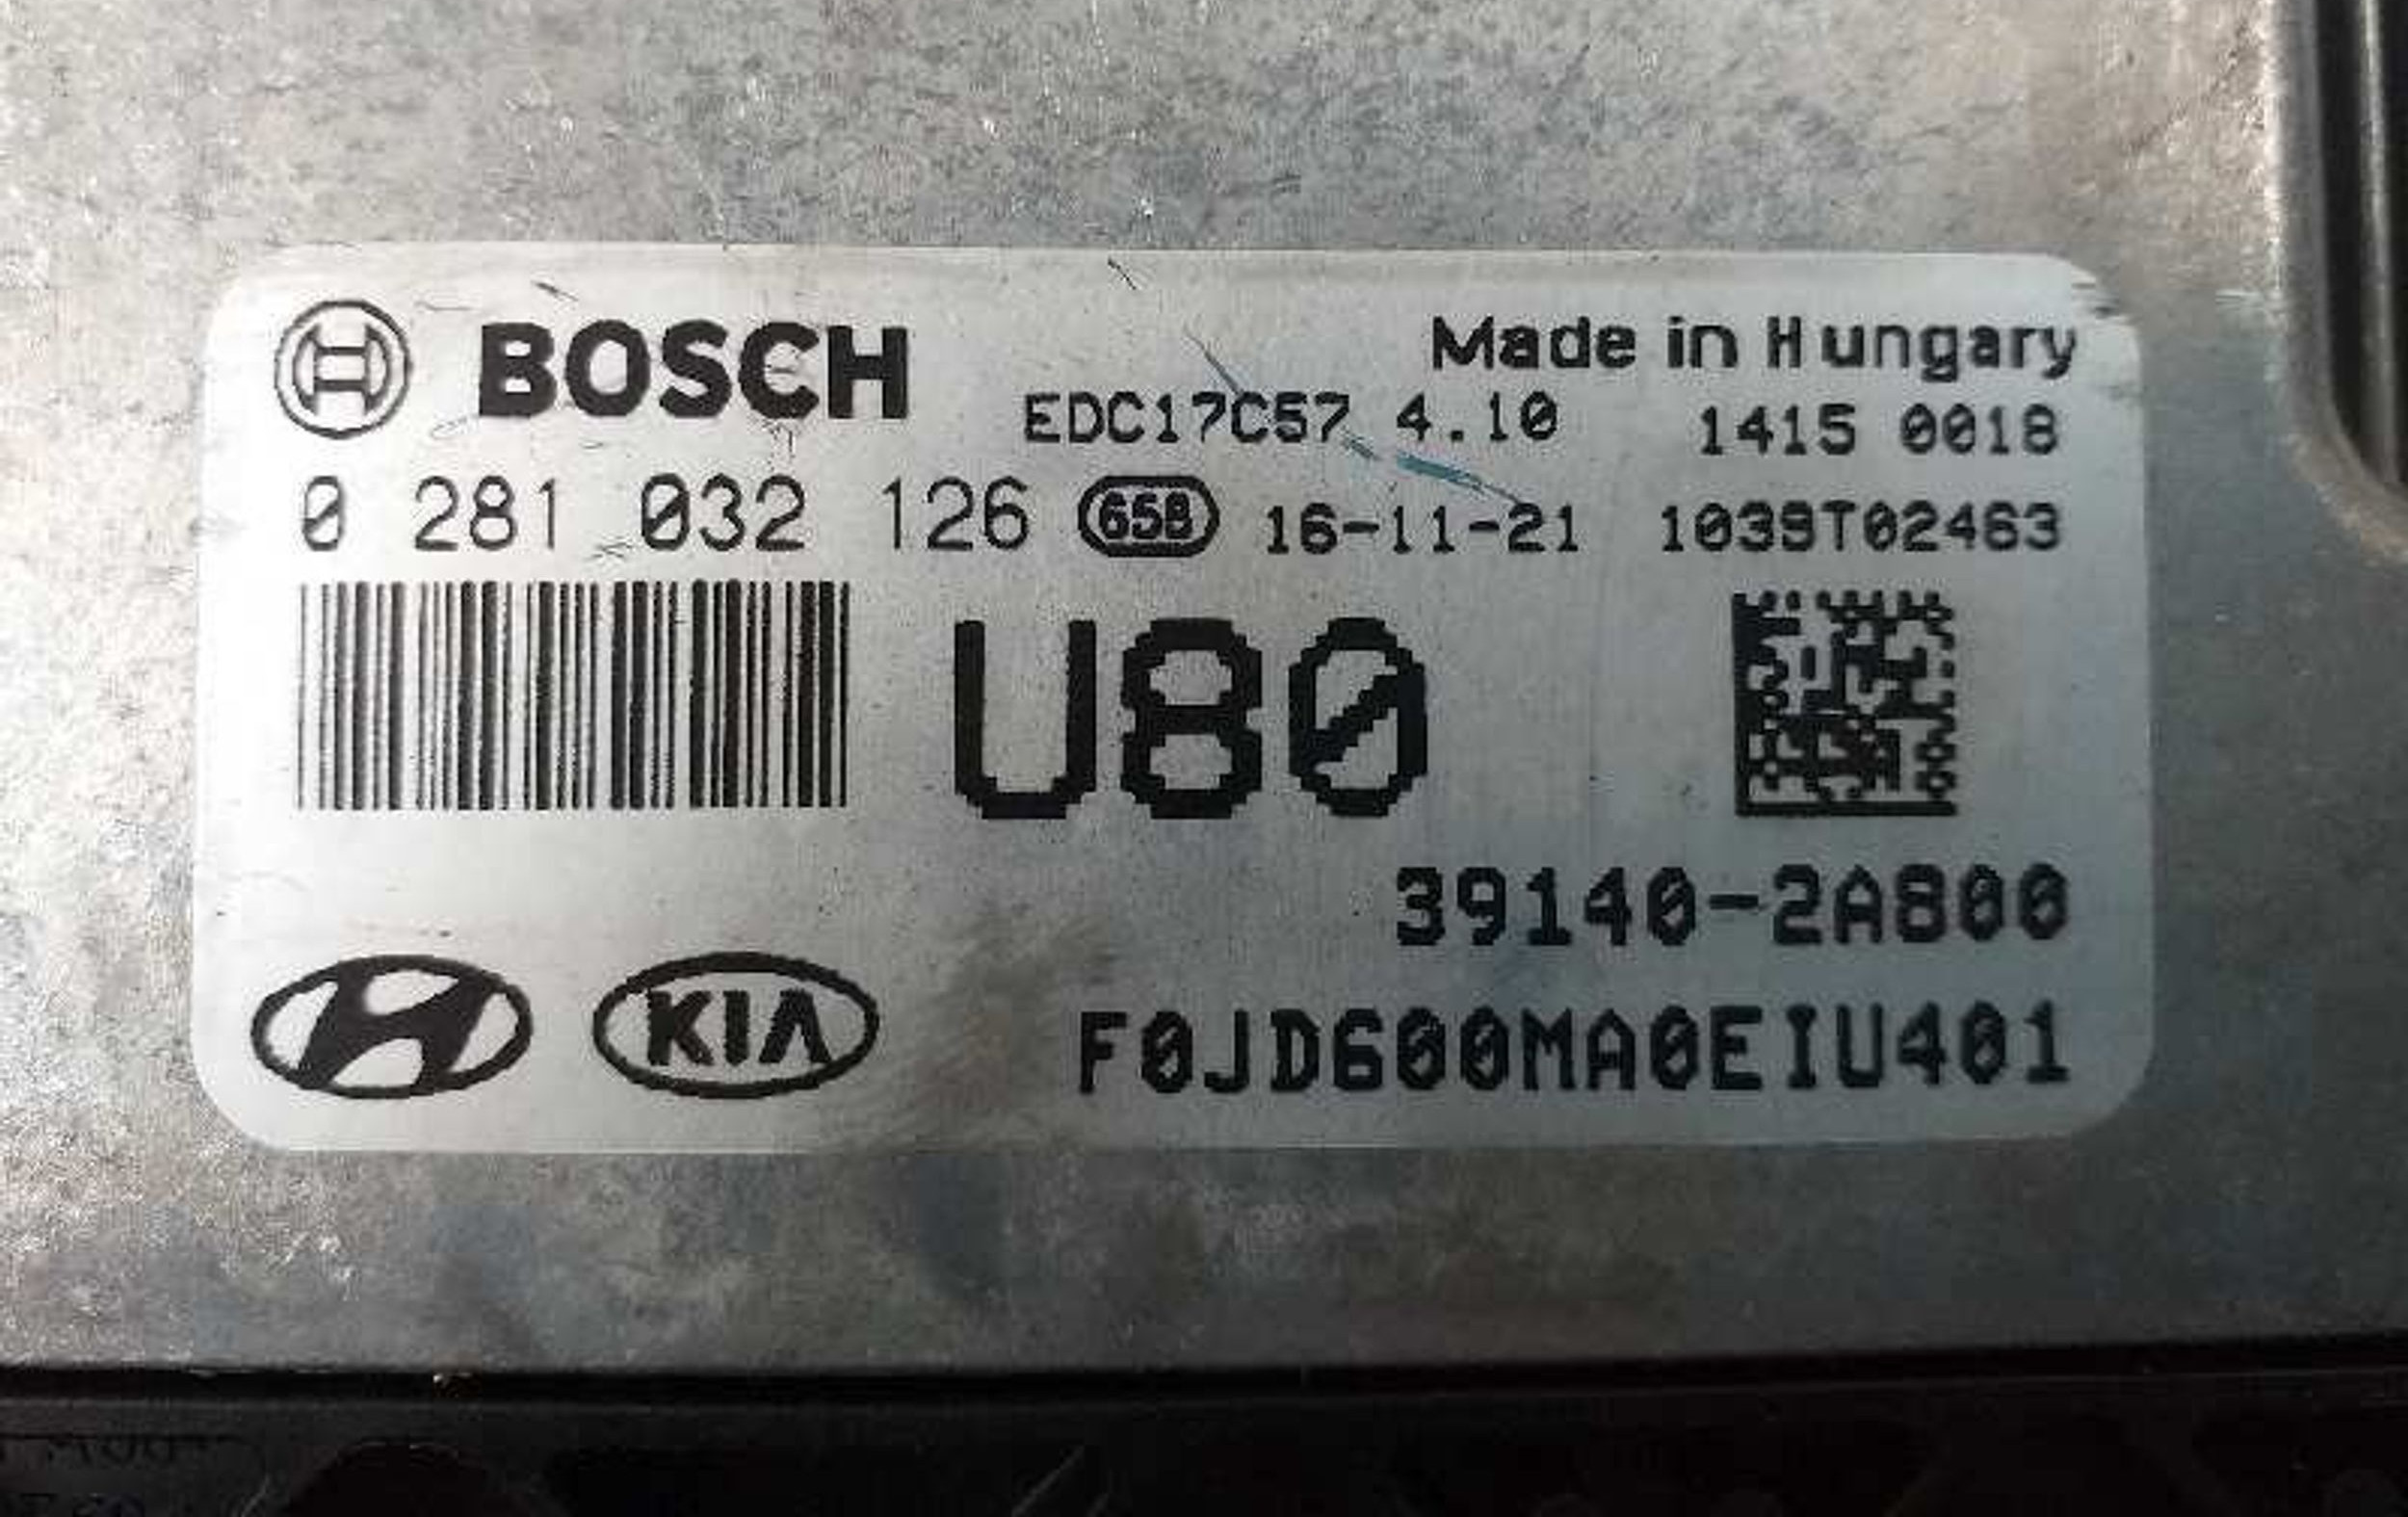 BOSCH
Made in Hungary
EDC17C57 4.10
1415 0018
0 281 032 126
65B
16-11-21
1039T02463
U80
39140-2A800
KIA
F0JD600MA0EIU401